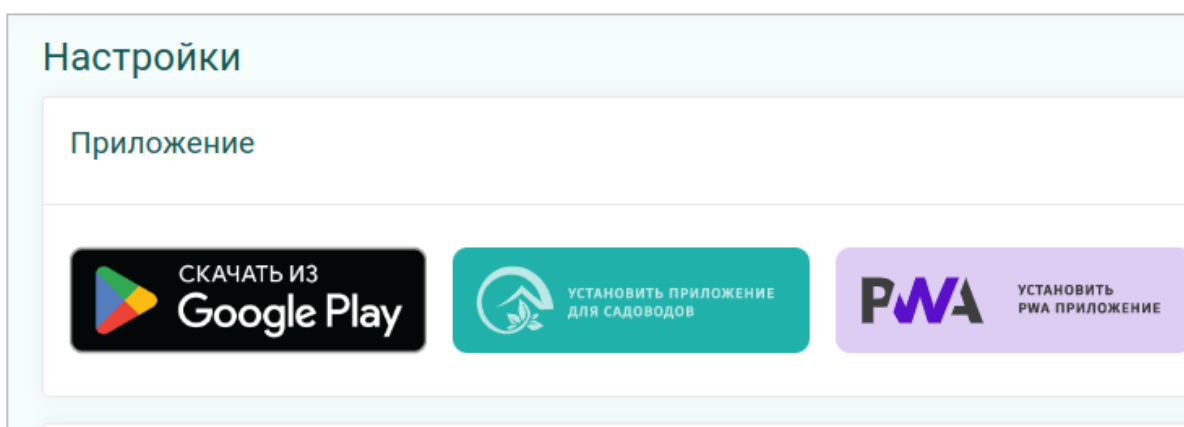 Настройки
Приложение
СКАЧАТЬ ИЗ
Google Play
УСТАНОВИТЬ ПРИЛОЖЕНИЕ
ДЛЯ САДОВОДОВ
PWA
УСТАНОВИТЬ
PWA ПРИЛОЖЕНИЕ